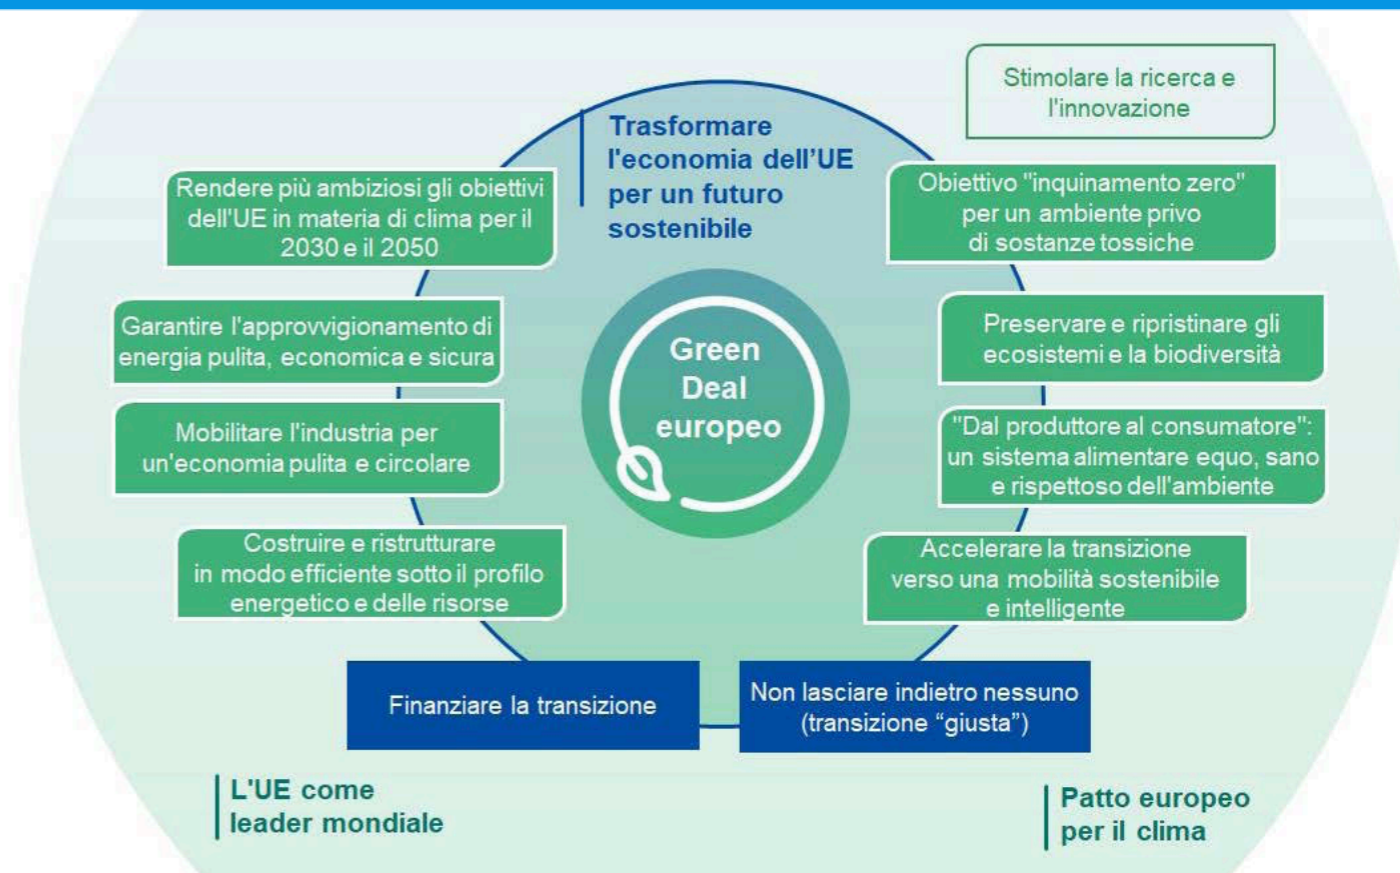 Stimolare la ricerca e
l'innovazione
Trasformare
l'economia dell'UE
per un futuro
sostenibile
Rendere più ambiziosi gli obiettivi
dell'UE in materia di clima per il
2030 e il 2050
Obiettivo "inquinamento zero"
per un ambiente privo
di sostanze tossiche
Garantire l'approvvigionamento di
energia pulita, economica e sicura
Green
Deal
europeo
Preservare e ripristinare gli
ecosistemi e la biodiversità
Mobilitare l'industria per
un'economia pulita e circolare
"Dal produttore al consumatore":
un sistema alimentare equo, sano
e rispettoso dell'ambiente
Costruire e ristrutturare
in modo efficiente sotto il profilo
energetico e delle risorse
Accelerare la transizione
verso una mobilità sostenibile
e intelligente
Finanziare la transizione
Non lasciare indietro nessuno
(transizione “giusta”)
L'UE come
leader mondiale
Patto europeo
per il clima